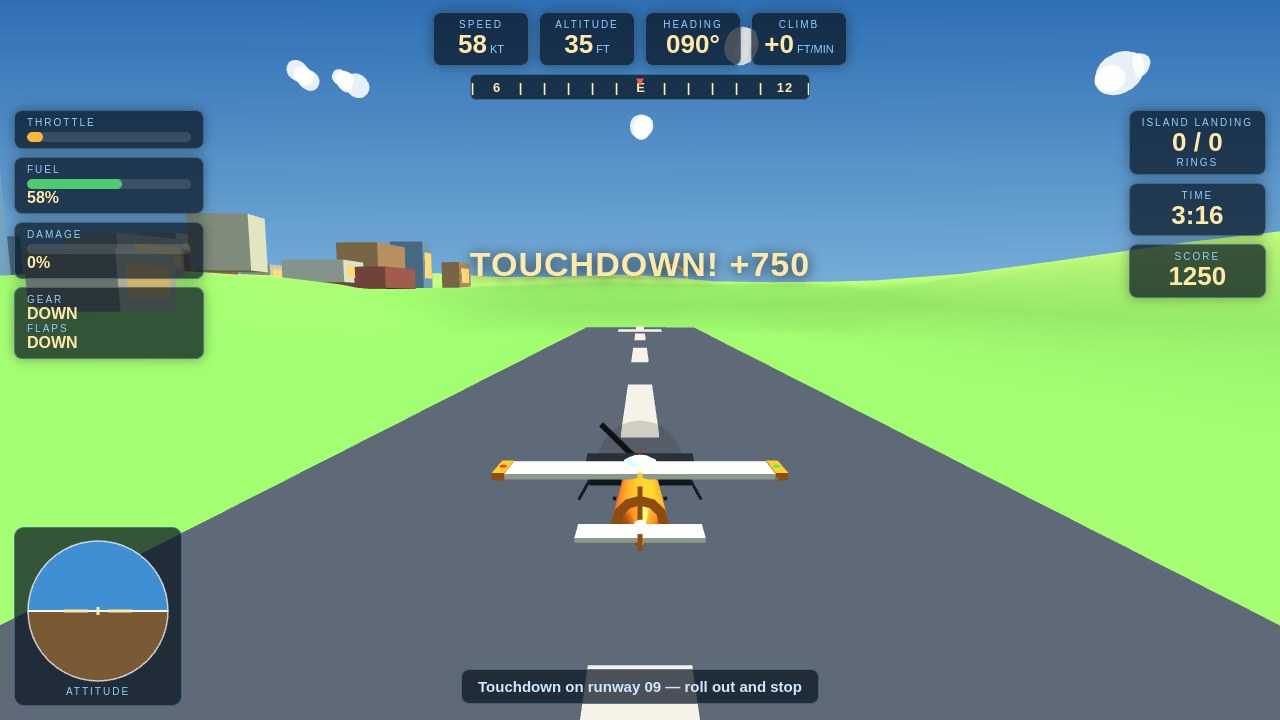 SPEED
58 KT
ALTITUDE
35 FT
HEADING
090°
CLIMB
+0 FT/MIN
6 E 12
THROTTLE
FUEL
58%
DAMAGE
0%
GEAR
DOWN
FLAPS
DOWN
ISLAND LANDING
0 / 0
RINGS
TIME
3:16
SCORE
1250
TOUCHDOWN! +750
ATTITUDE
Touchdown on runway 09 — roll out and stop